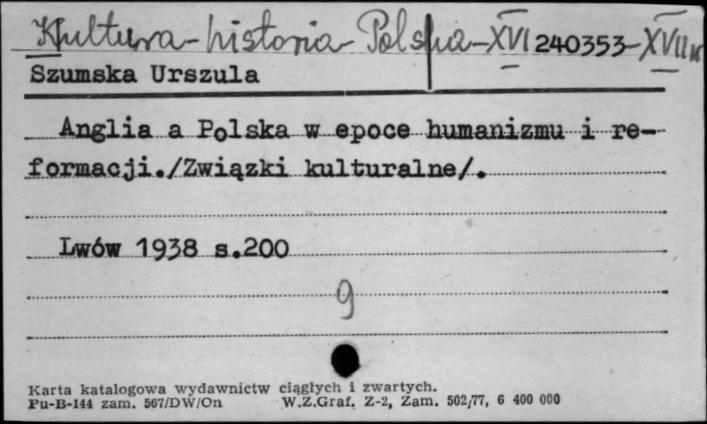 Kultura - historia - Polska - XVI 240353 - XVII w
Szumska Urszula
Anglia a Polska w epoce humanizmu i re-
formacji./Związki kulturalne/.
Lwów 1938 s.200
9
Karta katalogowa wydawnictw ciągłych i zwartych.
Pu-B-144 zam. 567/DW/On W.Z.Graf. Z-2, Zam. 502/77, 6 400 000